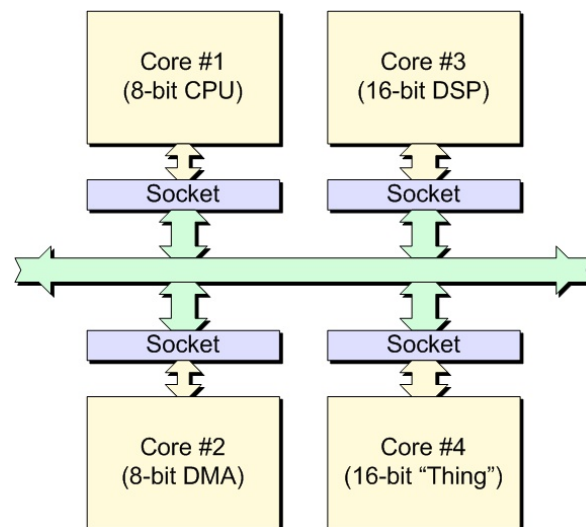 Core #1
(8-bit CPU)
Core #3
(16-bit DSP)
Socket
Socket
Socket
Socket
Core #2
(8-bit DMA)
Core #4
(16-bit “Thing”)